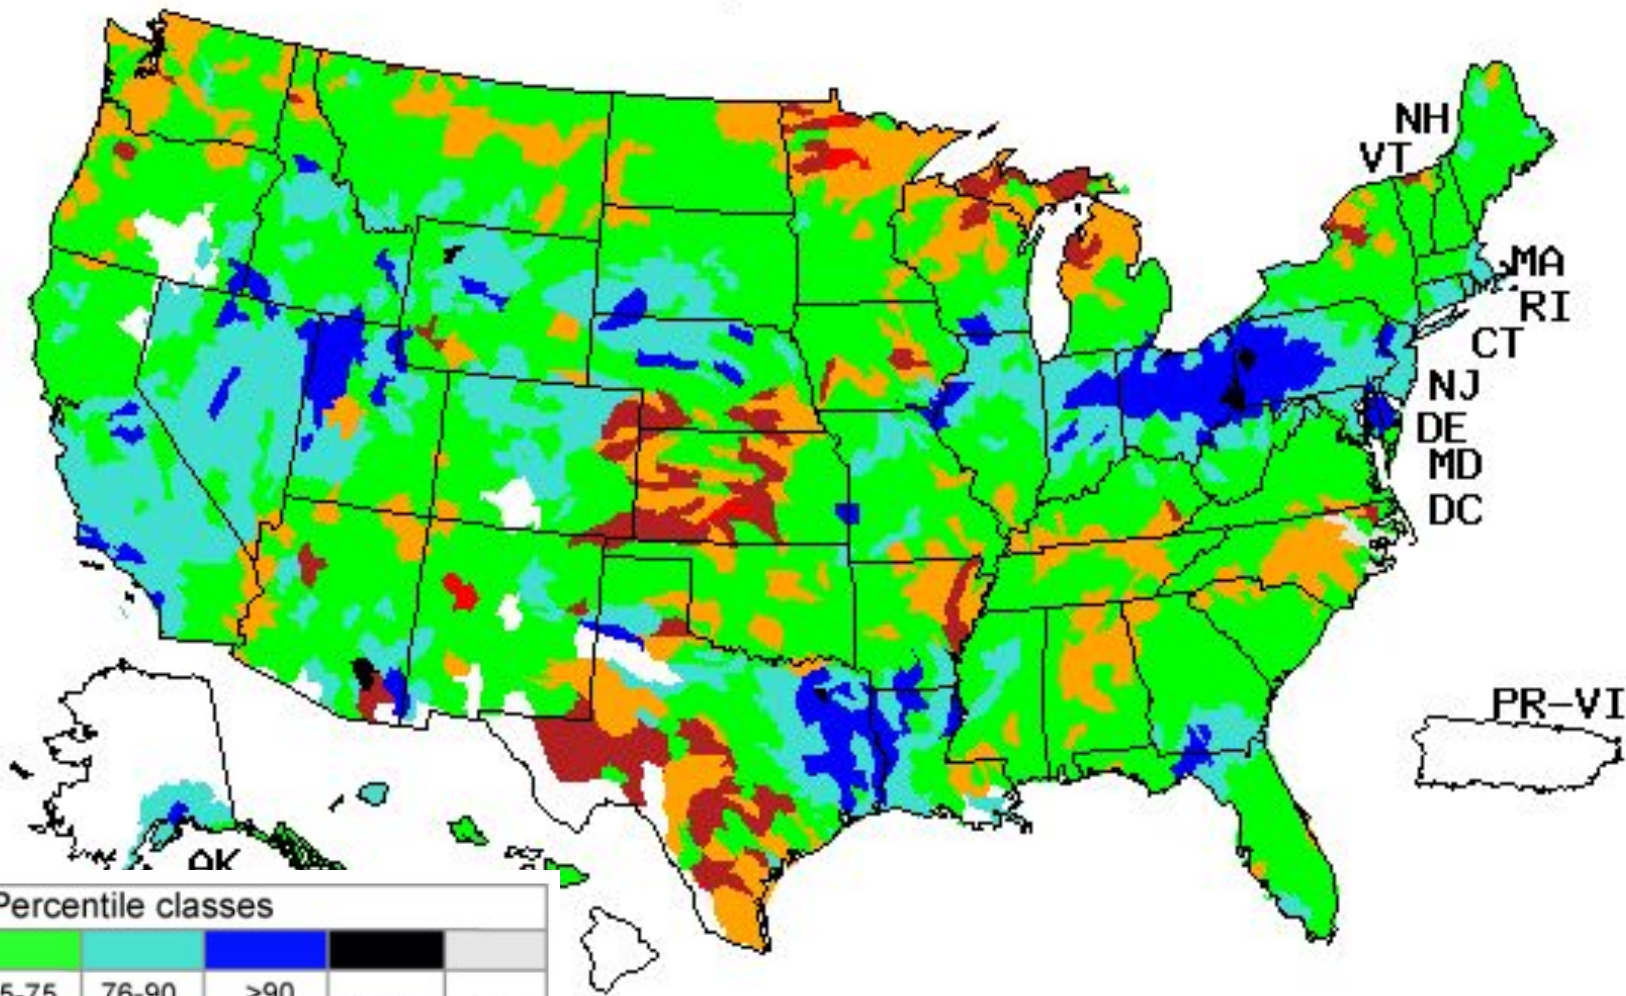 NH
VT
MA
RI
CT
NJ
DE
MD
DC
PR-VI
AK
Percentile classes
76-90
>90